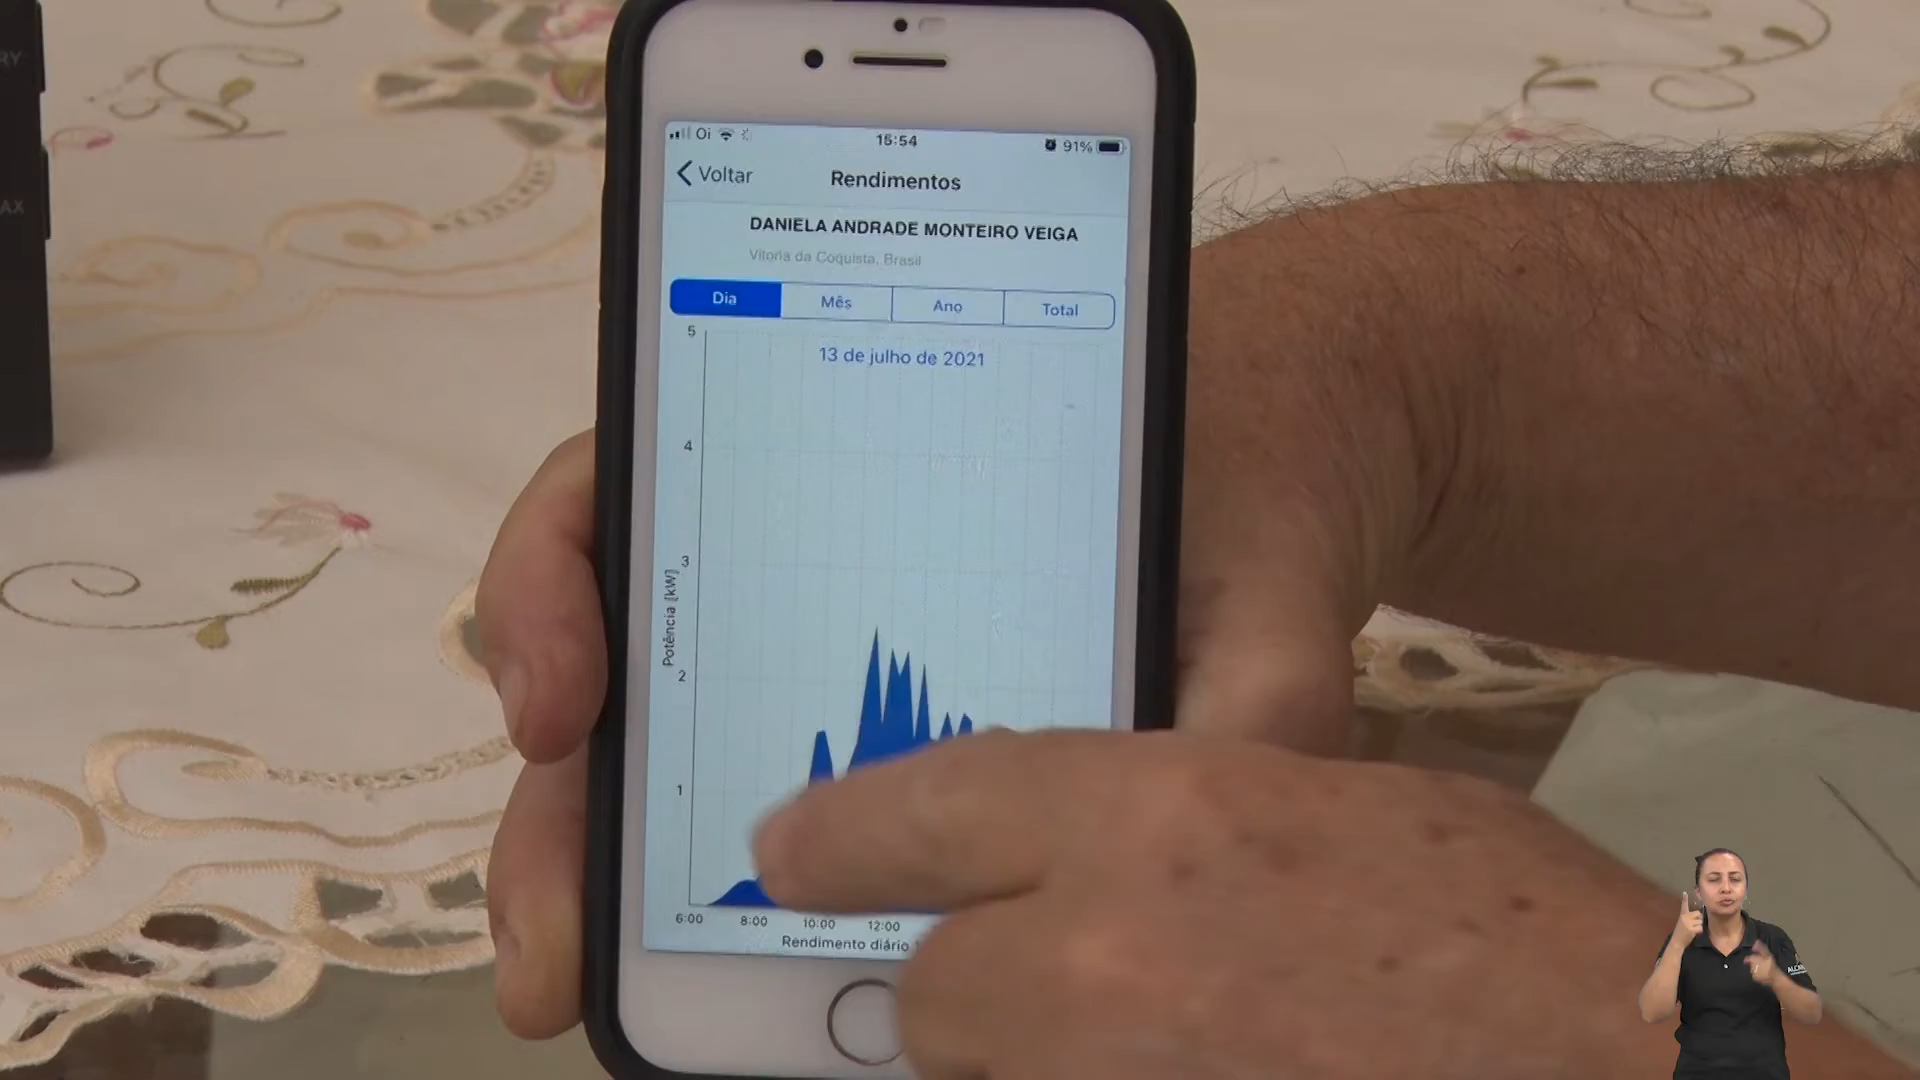 RY
AX
Oi
15:54
91%
Voltar
Rendimentos
DANIELA ANDRADE MONTEIRO VEIGA
Vitoria da Coquista, Brasil
Dia
Mês
Ano
Total
13 de julho de 2021
5
4
3
2
1
Potência [kW]
6:00
8:00
10:00
12:00
Rendimento diário